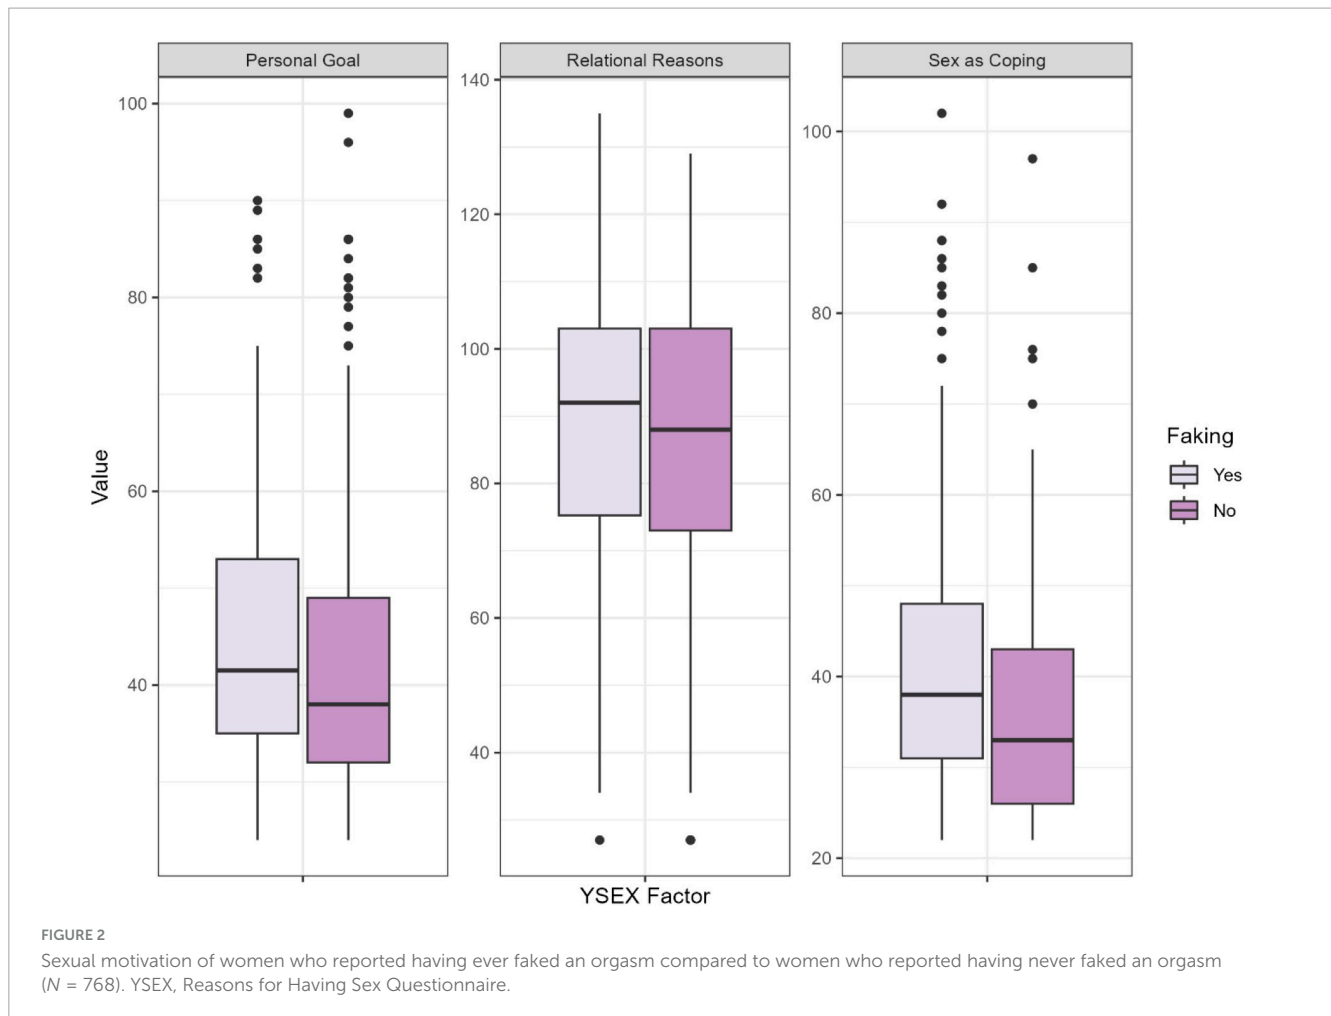 Personal Goal
Relational Reasons
Sex as Coping
100
80
60
40
140
120
100
80
60
40
100
80
60
40
20
Value
YSEX Factor
Faking
Yes
No
FIGURE 2
Sexual motivation of women who reported having ever faked an orgasm compared to women who reported having never faked an orgasm
(N = 768). YSEX, Reasons for Having Sex Questionnaire.